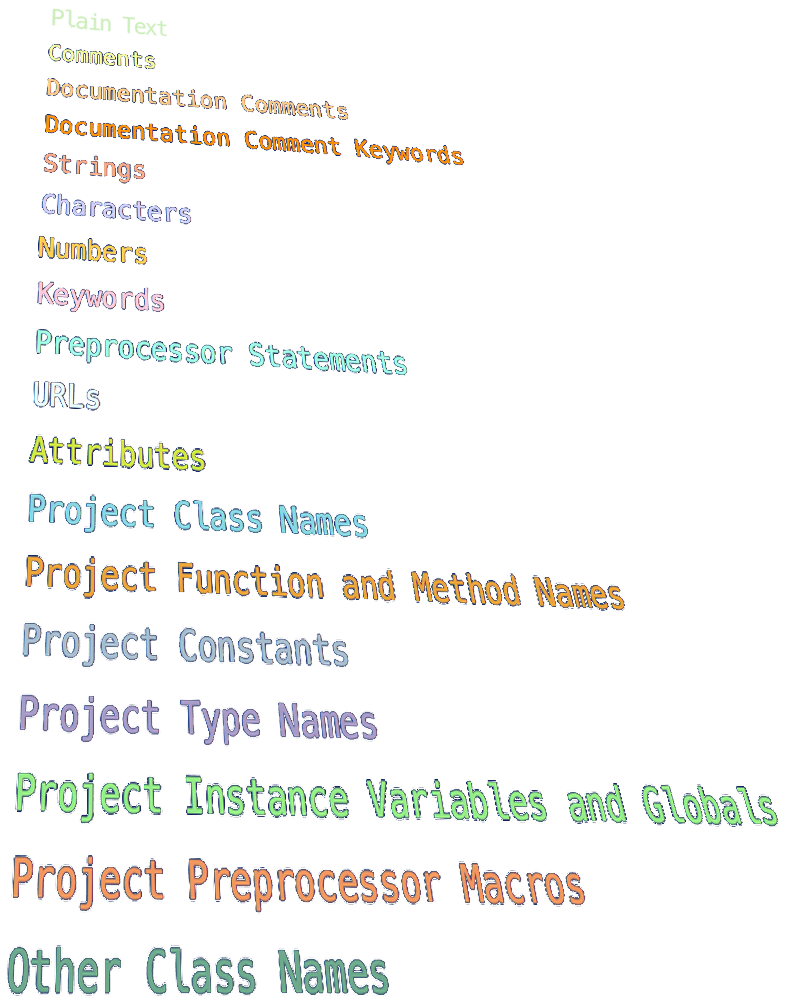 Plain Text
Comments
Documentation Comments
Documentation Comment Keywords
Strings
Characters
Numbers
Keywords
Preprocessor Statements
URLs
Attributes
Project Class Names
Project Function and Method Names
Project Constants
Project Type Names
Project Instance Variables and Globals
Project Preprocessor Macros
Other Class Names